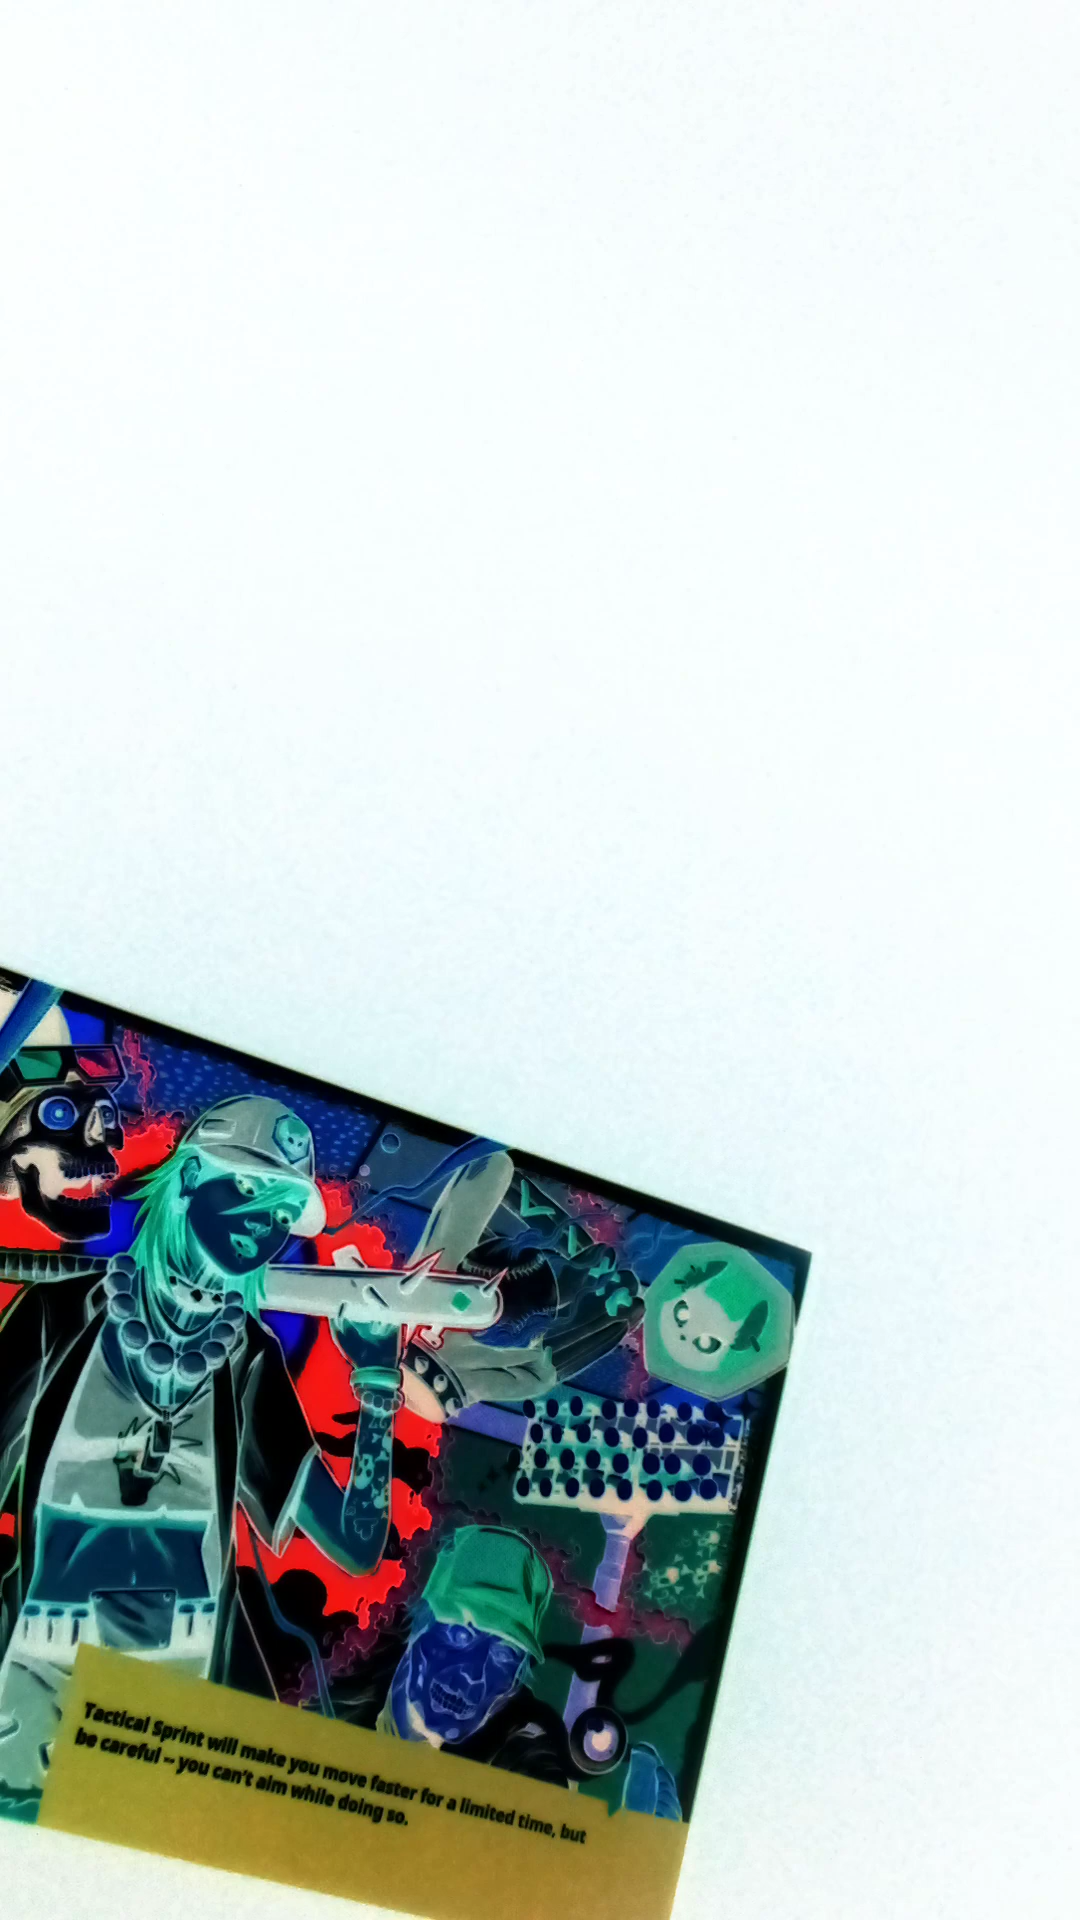 Tactical Sprint will make you move faster for a limited time, but
be careful -- you can't aim while doing so.